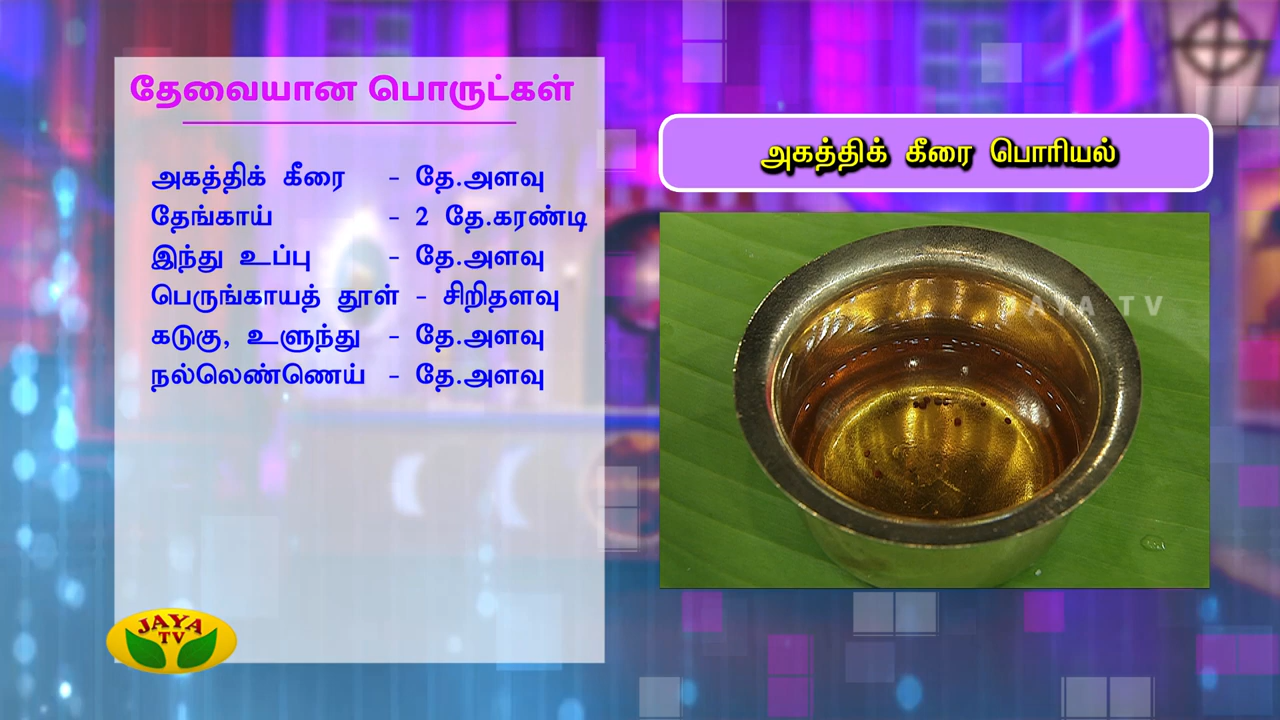 தேவையான பொருட்கள்
அகத்திக் கீரை - தே.அளவு
தேங்காய் - 2 தே.கரண்டி
இந்து உப்பு - தே.அளவு
பெருங்காயத் தூள் - சிறிதளவு
கடுகு, உளுந்து - தே.அளவு
நல்லெண்ணெய் - தே.அளவு
அகத்திக் கீரை பொரியல்
JAYA TV
JAYA
TV